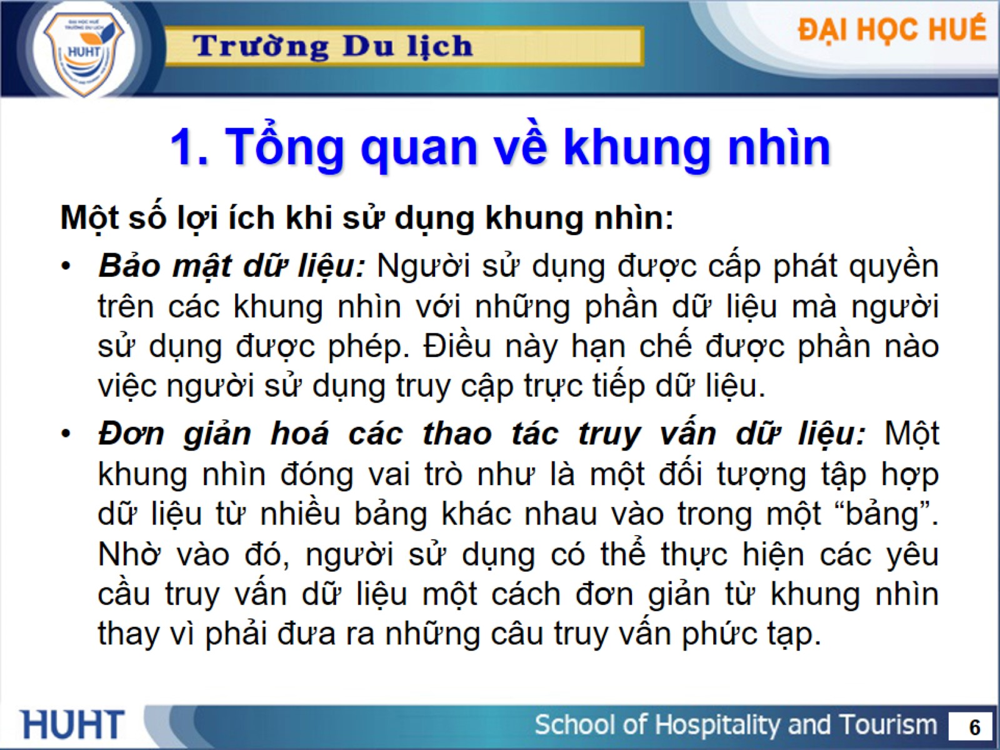 ĐẠI HỌC HUẾ
TRƯỜNG DU LỊCH
HUHT
Trường Du lịch
ĐẠI HỌC HUẾ
1. Tổng quan về khung nhìn
Một số lợi ích khi sử dụng khung nhìn:
• Bảo mật dữ liệu: Người sử dụng được cấp phát quyền
trên các khung nhìn với những phần dữ liệu mà người
sử dụng được phép. Điều này hạn chế được phần nào
việc người sử dụng truy cập trực tiếp dữ liệu.
• Đơn giản hoá các thao tác truy vấn dữ liệu: Một
khung nhìn đóng vai trò như là một đối tượng tập hợp
dữ liệu từ nhiều bảng khác nhau vào trong một “bảng”.
Nhờ vào đó, người sử dụng có thể thực hiện các yêu
cầu truy vấn dữ liệu một cách đơn giản từ khung nhìn
thay vì phải đưa ra những câu truy vấn phức tạp.
HUHT
School of Hospitality and Tourism
6